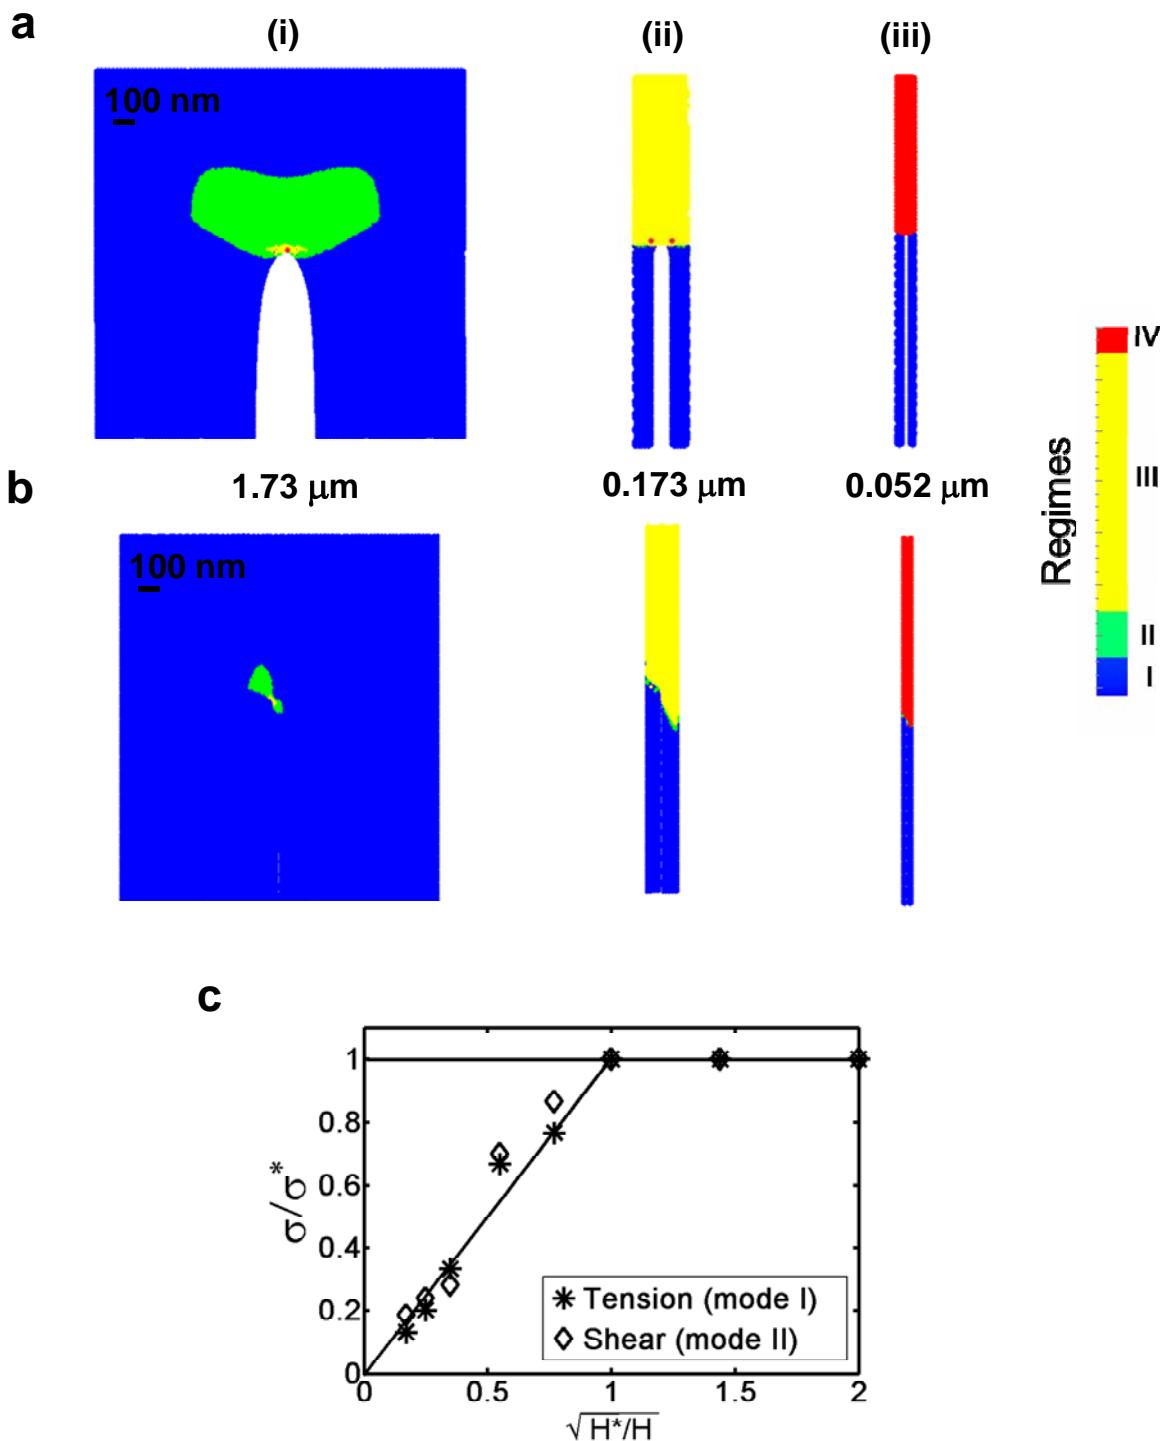 a
(i) (ii) (iii)
100 nm
IV
III
II
I
Regimes
b
1.73 μm 0.173 μm 0.052 μm
100 nm
c
1
0.8
0.6
0.4
0.2
0
σ/σ*
Tension (mode I)
Shear (mode II)
0 0.5 1 1.5 2
√H*/H